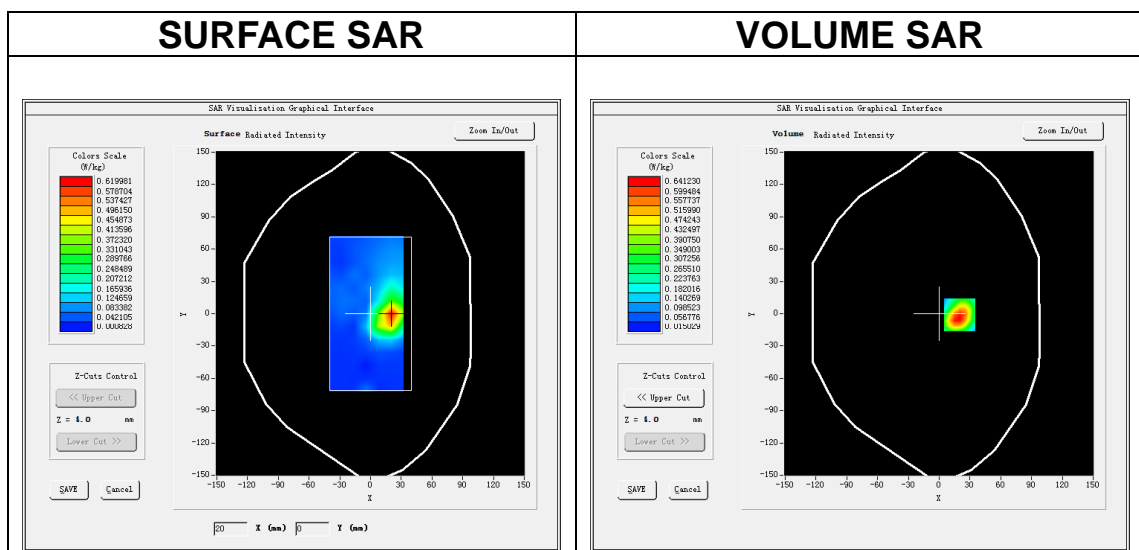 SURFACE SAR
VOLUME SAR
SAR Visualisation Graphical Interface
Surface Radiated Intensity
Zoom In/Out
Colors Scale
(W/kg)
0.619981
0.578704
0.537427
0.496150
0.454873
0.413596
0.372320
0.331043
0.289766
0.248489
0.207212
0.165936
0.124659
0.083382
0.042105
0.000828
Z-Cuts Control
<< Upper Cut
Z = 4.0 mm
Lower Cut >>
SAVE
Cancel
150
120
90
60
30
0
-30
-60
-90
-120
-150
Y
-150 -120 -90 -60 -30 0 30 60 90 120 150
X
20 X (mm) 0 Y (mm)
SAR Visualisation Graphical Interface
Volume Radiated Intensity
Zoom In/Out
Colors Scale
(W/kg)
0.641230
0.599484
0.557737
0.515990
0.474243
0.432497
0.390750
0.349003
0.307256
0.265510
0.223763
0.182016
0.140269
0.098523
0.056776
0.015029
Z-Cuts Control
<< Upper Cut
Z = 4.0 mm
Lower Cut >>
SAVE
Cancel
150
120
90
60
30
0
-30
-60
-90
-120
-150
Y
-150 -120 -90 -60 -30 0 30 60 90 120 150
X